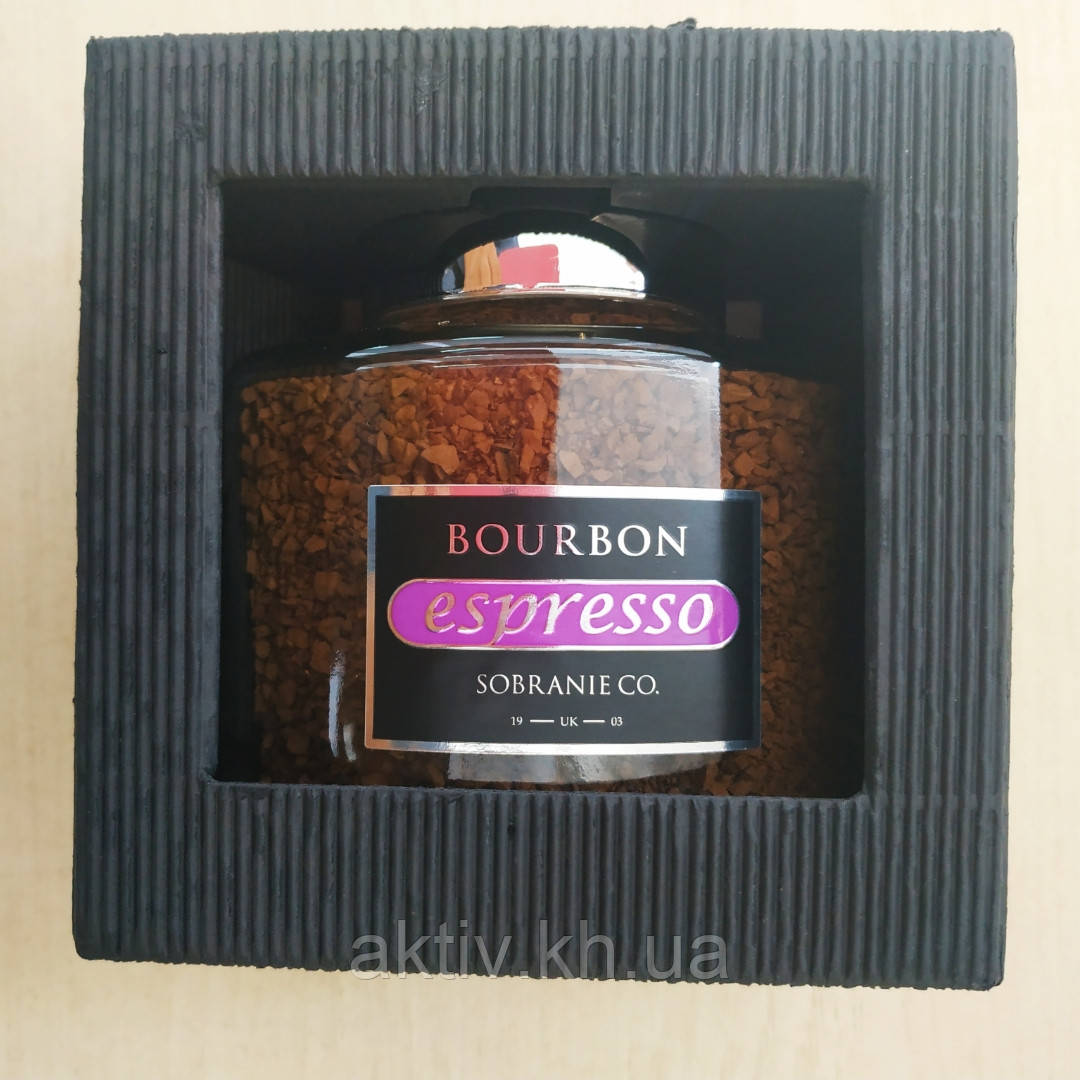 BOURBON
espresso
SOBRANIE CO.
19 — UK — 03
aktiv.kh.ua